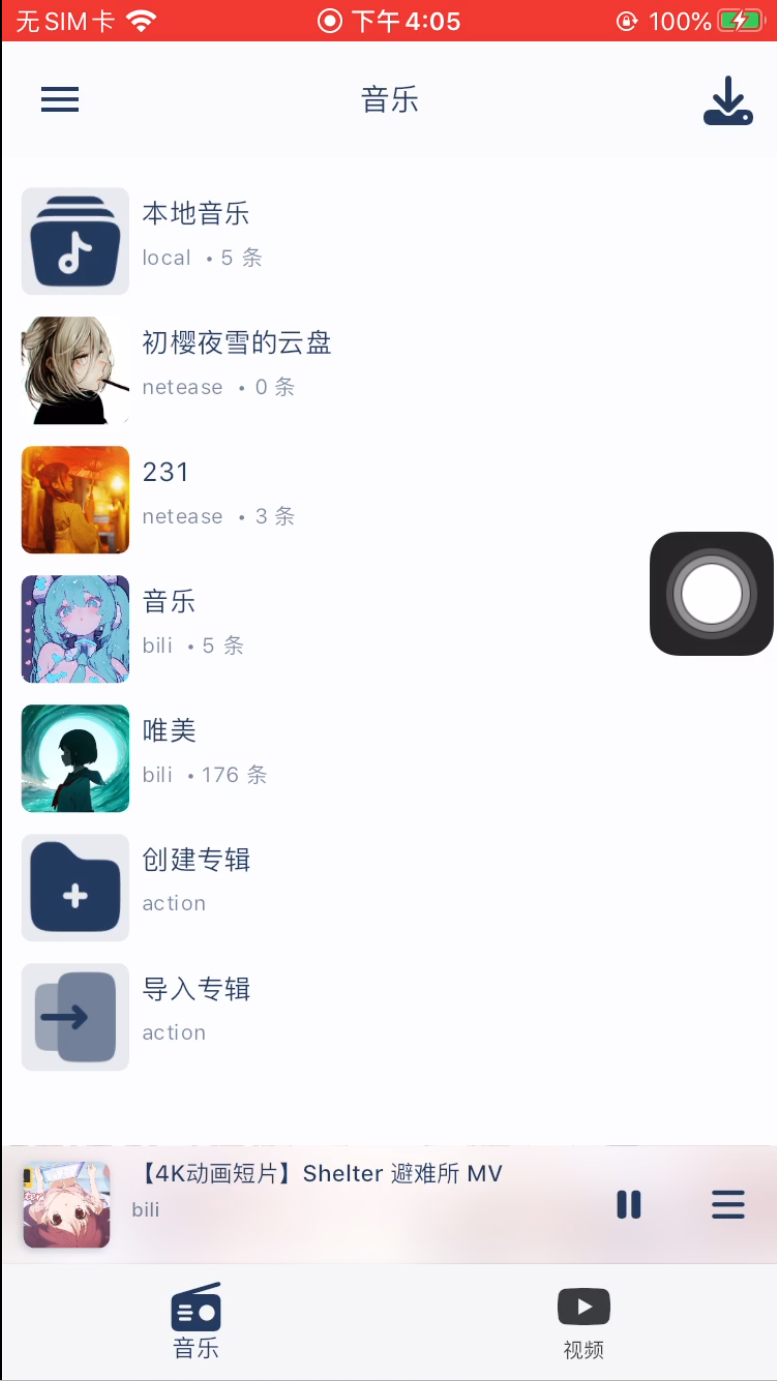 无SIM卡 下午4:05 100%
音乐
本地音乐
local • 5 条
初樱夜雪的云盘
netease • 0 条
231
netease • 3 条
音乐
bili • 5 条
唯美
bili • 176 条
创建专辑
action
导入专辑
action
【4K动画短片】Shelter 避难所 MV
bili
音乐 视频